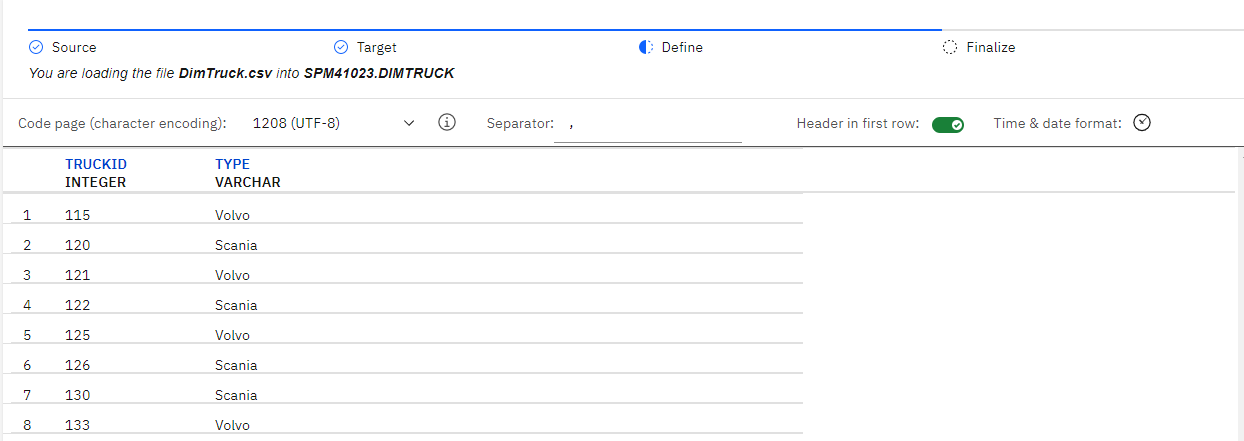 Source Target Define Finalize
You are loading the file DimTruck.csv into SPM41023.DIMTRUCK
Code page (character encoding): 1208 (UTF-8) Separator: , Header in first row: Time & date format:
TRUCKID TYPE
INTEGER VARCHAR
1 115 Volvo
2 120 Scania
3 121 Volvo
4 122 Scania
5 125 Volvo
6 126 Scania
7 130 Scania
8 133 Volvo